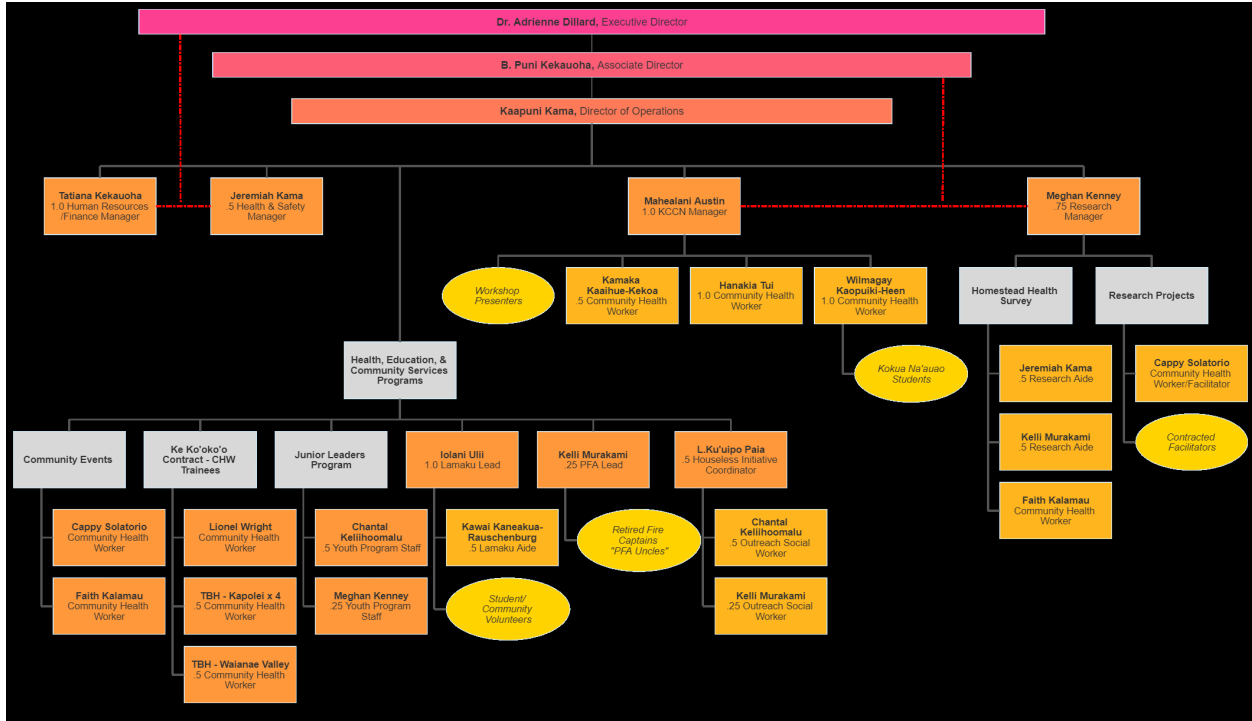 Dr. Adrienne Dillard, Executive Director
B. Puni Kekauoha, Associate Director
Kaapuni Kama, Director of Operations
Tatiana Kekauoha
1.0 Human Resources
/Finance Manager
Jeremiah Kama
.5 Health & Safety
Manager
Mahealani Austin
1.0 KCCN Manager
Meghan Kenney
.75 Research
Manager
Workshop
Presenters
Kamaka
Kaaihue-Kekoa
.5 Community Health
Worker
Hanakia Tui
1.0 Community Health
Worker
Wilmagay
Kaopuiki-Heen
1.0 Community Health
Worker
Homestead Health
Survey
Research Projects
Health, Education, &
Community Services
Programs
Kokua Na'auao
Students
Jeremiah Kama
.5 Research Aide
Cappy Solatorio
Community Health
Worker/Facilitator
Kelli Murakami
.5 Research Aide
Contracted
Facilitators
Faith Kalamau
Community Health
Worker
Community Events
Ke Ko'oko'o
Contract - CHW
Trainees
Junior Leaders
Program
Iolani Ulii
1.0 Lamaku Lead
Kelli Murakami
.25 PFA Lead
L.Ku'uipo Paia
.5 Houseless Initiative
Coordinator
Cappy Solatorio
Community Health
Worker
Lionel Wright
Community Health
Worker
Chantal
Keliihoomalu
.5 Youth Program Staff
Kawai Kaneakua-
Rauschenburg
.5 Lamaku Aide
Retired Fire
Captains
"PFA Uncles"
Chantal
Keliihoomalu
.5 Outreach Social
Worker
Faith Kalamau
Community Health
Worker
TBH - Kapolei x 4
.5 Community Health
Worker
Meghan Kenney
.25 Youth Program
Staff
Student/
Community
Volunteers
Kelli Murakami
.25 Outreach Social
Worker
TBH - Waianae Valley
.5 Community Health
Worker